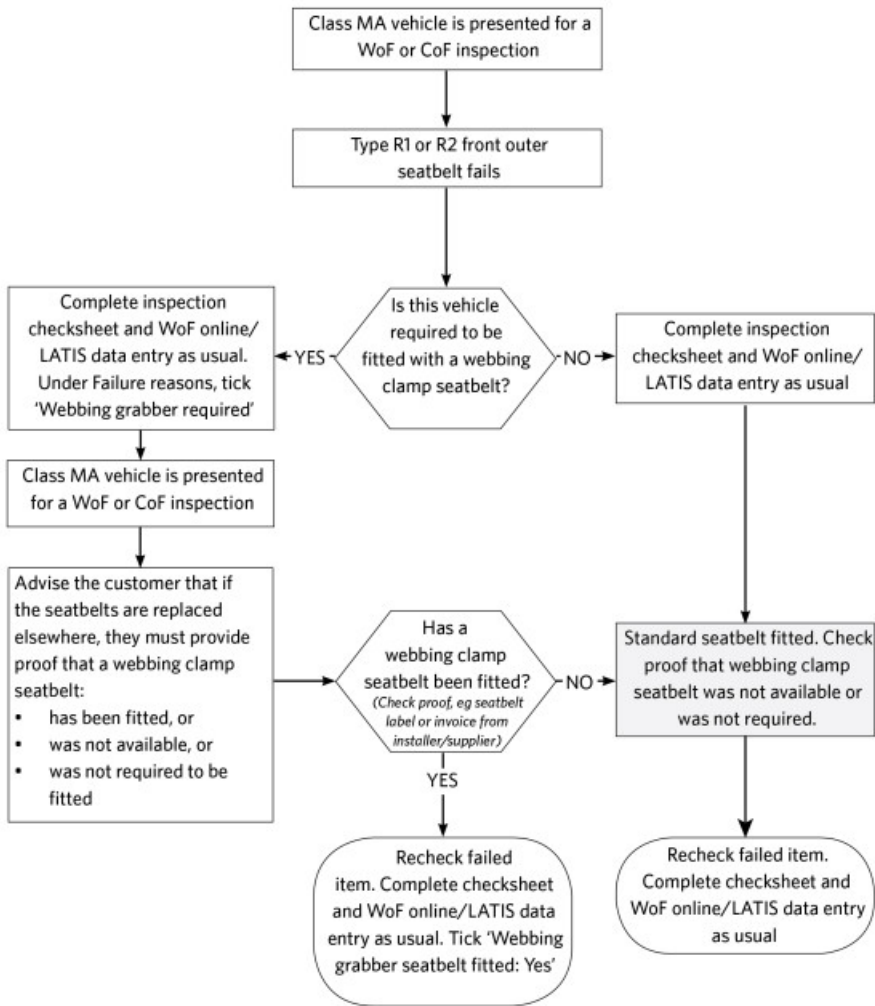 Class MA vehicle is presented for a
WoF or CoF inspection
Type R1 or R2 front outer
seatbelt fails
Is this vehicle
required to be
fitted with a webbing
clamp seatbelt?
YES
NO
Complete inspection
checksheet and WoF online/
LATIS data entry as usual.
Under Failure reasons, tick
‘Webbing grabber required’
Complete inspection
checksheet and WoF online/
LATIS data entry as usual
Class MA vehicle is presented
for a WoF or CoF inspection
Advise the customer that if
the seatbelts are replaced
elsewhere, they must provide
proof that a webbing clamp
seatbelt:
• has been fitted, or
• was not available, or
• was not required to be
fitted
Has a
webbing clamp
seatbelt been fitted?
(Check proof, eg seatbelt
label or invoice from
installer/supplier)
NO
YES
Standard seatbelt fitted. Check
proof that webbing clamp
seatbelt was not available or
was not required.
Recheck failed
item. Complete checksheet
and WoF online/LATIS data
entry as usual. Tick ‘Webbing
grabber seatbelt fitted: Yes’
Recheck failed item.
Complete checksheet and
WoF online/LATIS data entry
as usual